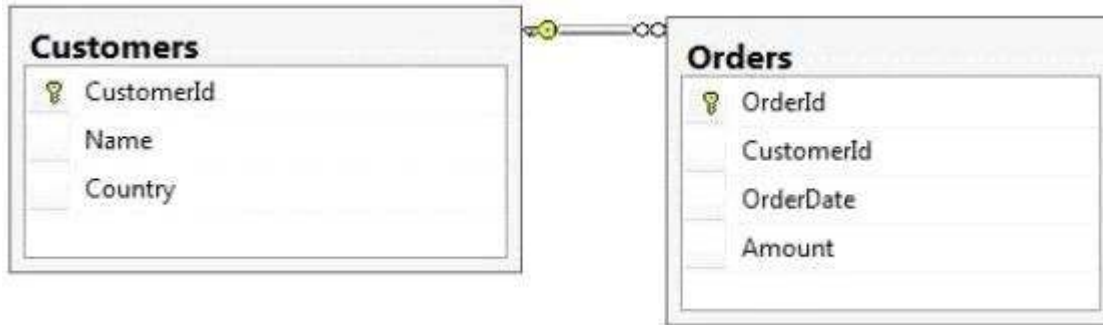 Customers
CustomerId
Name
Country
Orders
OrderId
CustomerId
OrderDate
Amount